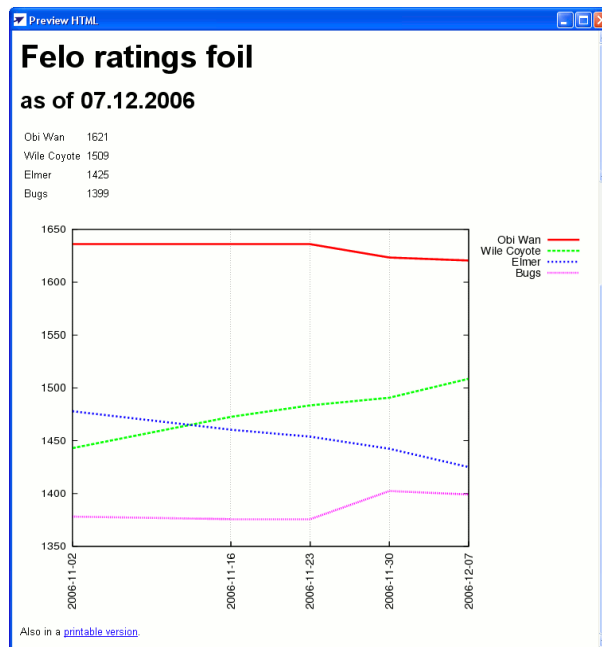 Preview HTML
Felo ratings foil
as of 07.12.2006
Obi Wan 1621
Wile Coyote 1509
Elmer 1425
Bugs 1399
1650
1600
1550
1500
1450
1400
1350
2006-11-02
2006-11-16
2006-11-23
2006-11-30
2006-12-07
Obi Wan
Wile Coyote
Elmer
Bugs
Also in a printable version.